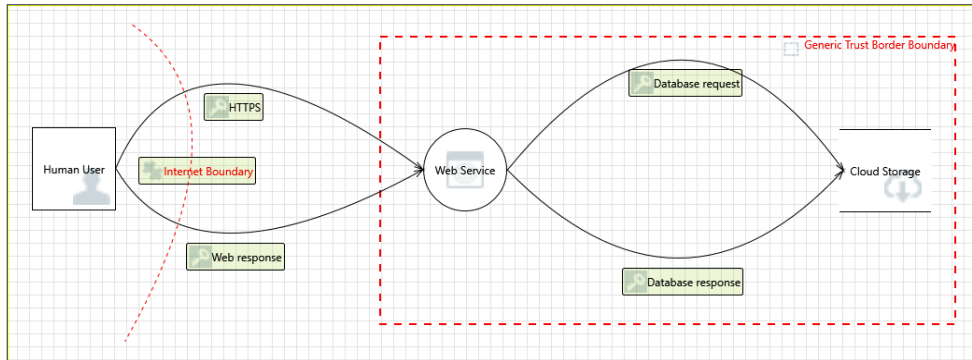 Generic Trust Border Boundary
Database request
HTTPS
Human User
Internet Boundary
Web Service
Cloud Storage
Web response
Database response